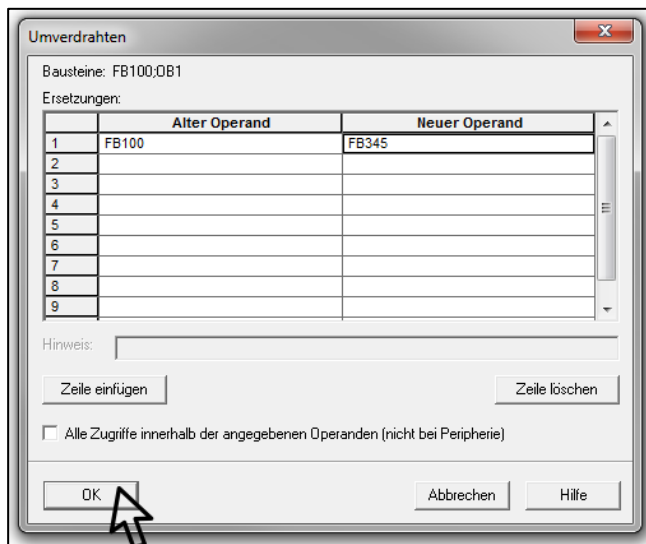 Umverdrahten
Bausteine: FB100;OB1
Ersetzungen:
Alter Operand Neuer Operand
1 FB100 FB345
2
3
4
5
6
7
8
9
Hinweis:
Zeile einfügen Zeile löschen
Alle Zugriffe innerhalb der angegebenen Operanden (nicht bei Peripherie)
OK Abbrechen Hilfe